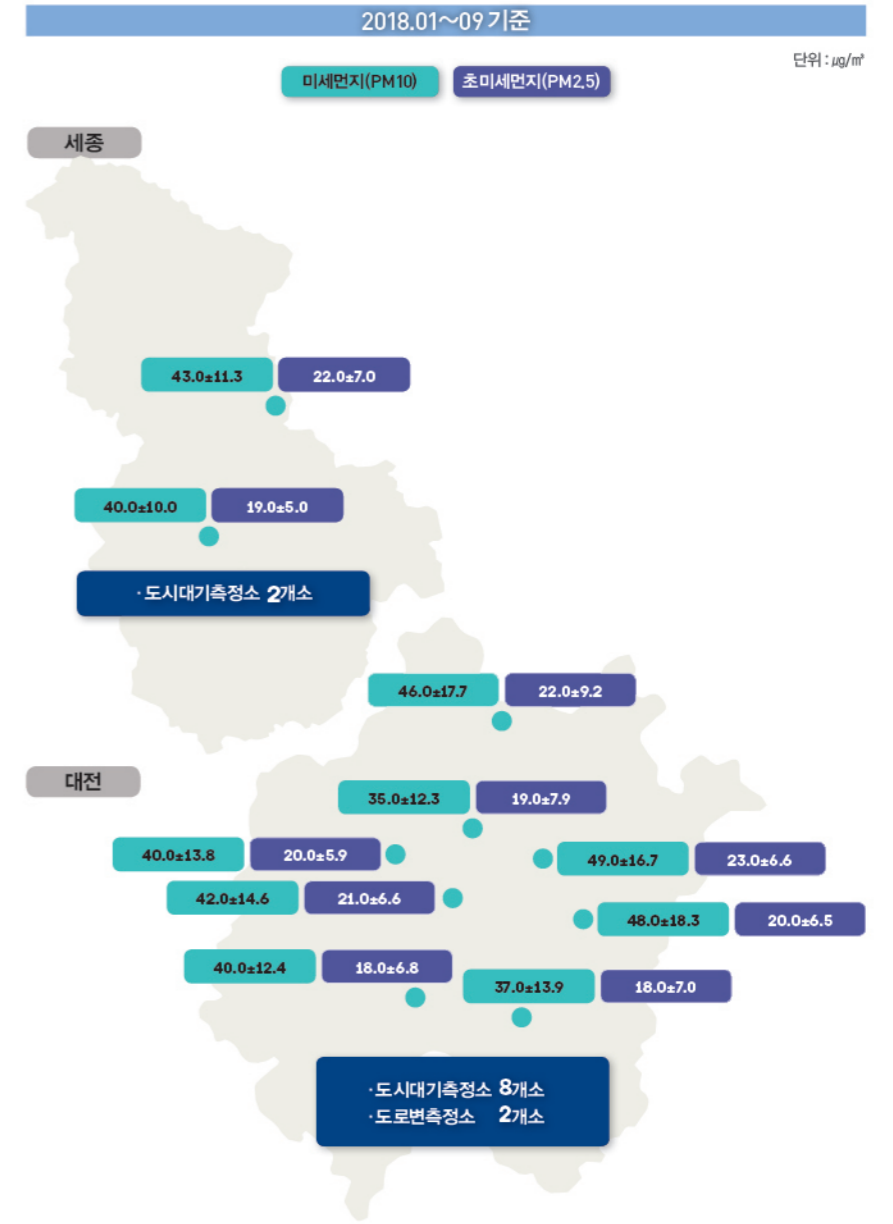 2018.01~09 기준
단위 : ㎍/㎥
미세먼지(PM10) 초미세먼지(PM2.5)
세종
43.0±11.3 22.0±7.0
40.0±10.0 19.0±5.0
·도시대기측정소 2개소
46.0±17.7 22.0±9.2
대전
35.0±12.3 19.0±7.9
40.0±13.8 20.0±5.9
49.0±16.7 23.0±6.6
42.0±14.6 21.0±6.6
48.0±18.3 20.0±6.5
40.0±12.4 18.0±6.8
37.0±13.9 18.0±7.0
·도시대기측정소 8개소
·도로변측정소 2개소